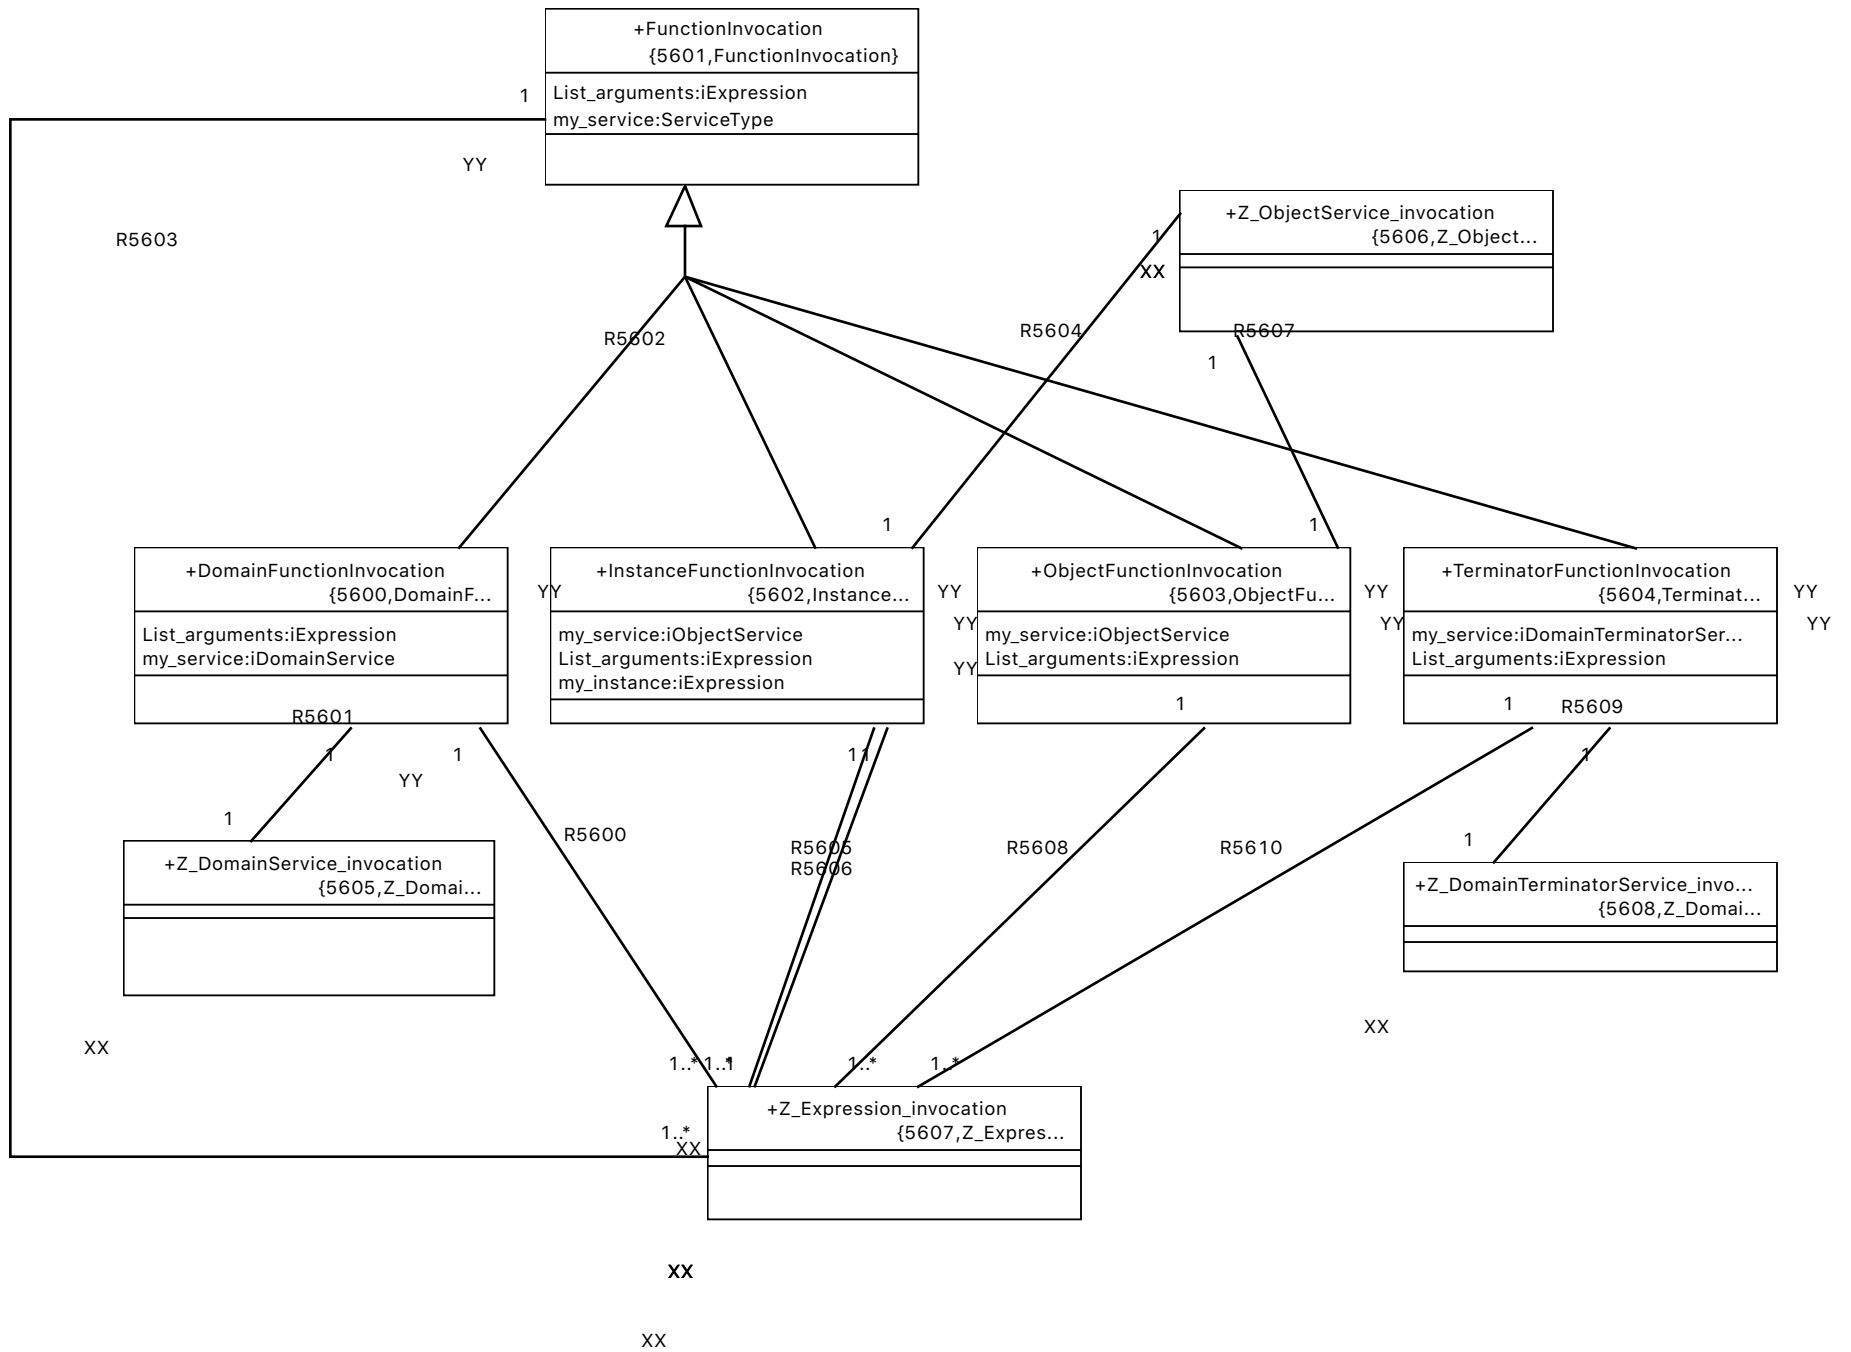 +FunctionInvocation
{5601,FunctionInvocation}
1
List_arguments:iExpression
my_service:ServiceType
YY
R5603
+Z_ObjectService_invocation
{5606,Z_Object...
1
XX
R5602
R5604
R5607
1
1
1
+DomainFunctionInvocation
{5600,DomainF...
List_arguments:iExpression
my_service:iDomainService
YY
+InstanceFunctionInvocation
{5602,Instance...
my_service:iObjectService
List_arguments:iExpression
my_instance:iExpression
YY
YY
YY
+ObjectFunctionInvocation
{5603,ObjectFu...
my_service:iObjectService
List_arguments:iExpression
1
YY
YY
+TerminatorFunctionInvocation
{5604,Terminat...
my_service:iDomainTerminatorSer...
List_arguments:iExpression
1
R5609
YY
YY
R5601
1
1
YY
1 1
1
1
R5600
R5605
R5606
R5608
R5610
1
+Z_DomainService_invocation
{5605,Z_Domai...
+Z_DomainTerminatorService_invo...
{5608,Z_Domai...
XX
XX
1..*
1..*
1
1..*
1..*
+Z_Expression_invocation
{5607,Z_Expres...
1..*
XX
XX
XX